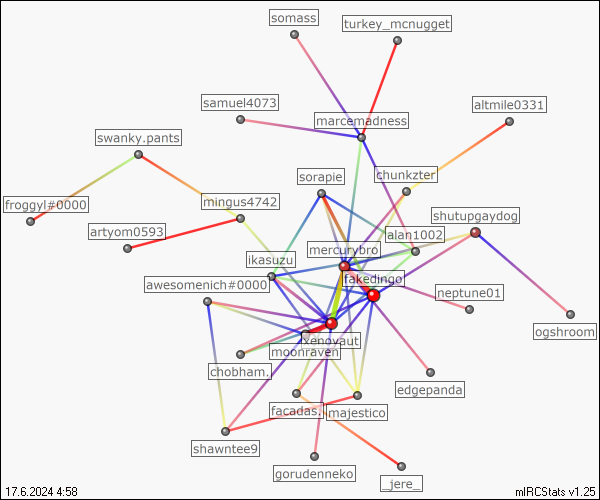 somass
turkey_mcnugget
samuel4073
altmile0331
marcemadness
swanky.pants
sorapie
chunkzter
froggyl#0000
mingus4742
shutupgaydog
artyom0593
alan1002
mercurybro
ikasuzu
fakedingo
awesomenich#0000
neptune01
ogshroom
xenovaut
moonraven
chobham.
edgepanda
facadas.
majestico
shawntee9
gorudenneko
_jere_
17.6.2024 4:58
mIRCStats v1.25